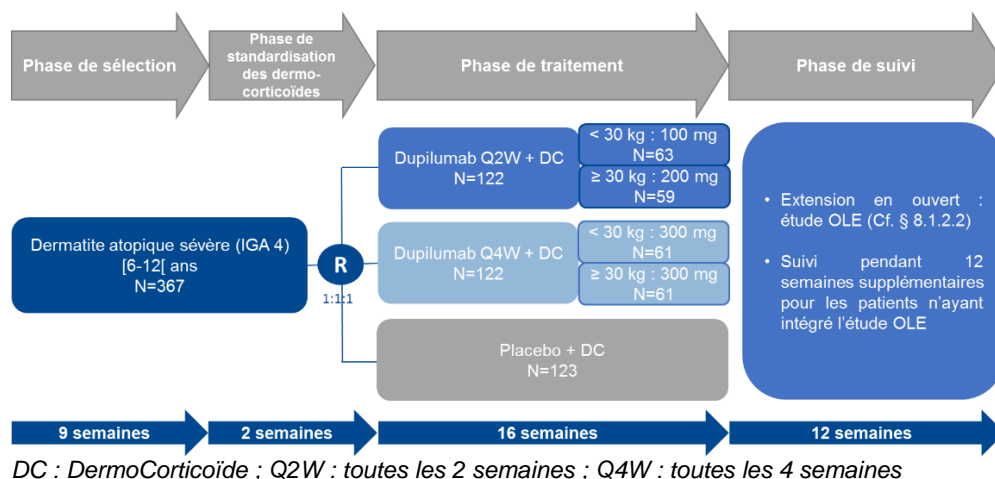 Phase de sélection
Phase de
standardisation
des dermo-
corticoïdes
Phase de traitement
Phase de suivi
Dermatite atopique sévère (IGA 4)
[6-12[ ans
N=367
R
1:1:1
Dupilumab Q2W + DC
N=122
< 30 kg : 100 mg
N=63
≥ 30 kg : 200 mg
N=59
Dupilumab Q4W + DC
N=122
< 30 kg : 300 mg
N=61
≥ 30 kg : 300 mg
N=61
Placebo + DC
N=123
• Extension en ouvert :
étude OLE (Cf. § 8.1.2.2)
• Suivi pendant 12
semaines supplémentaires
pour les patients n’ayant
intégré l’étude OLE
9 semaines
2 semaines
16 semaines
12 semaines
DC : DermoCorticoïde ; Q2W : toutes les 2 semaines ; Q4W : toutes les 4 semaines